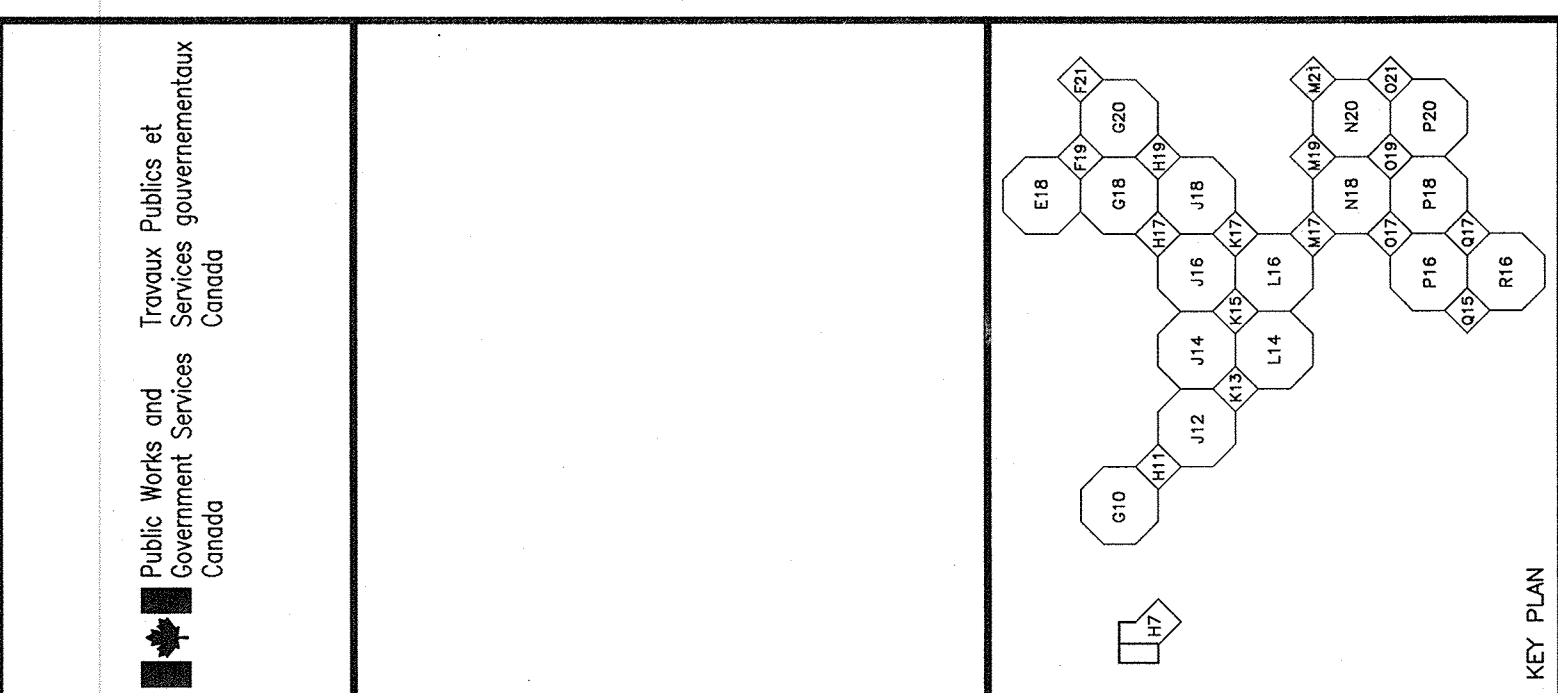 Public Works and
Government Services
Canada
Travaux Publics et
Services gouvernementaux
Canada
E18
F19
F21
G10
G18
G20
H7
H11
H17
H19
J12
J14
J16
J18
K13
K15
K17
L14
L16
M17
M19
M21
N18
N20
O17
O19
O21
P16
P18
P20
Q15
Q17
R16
KEY PLAN